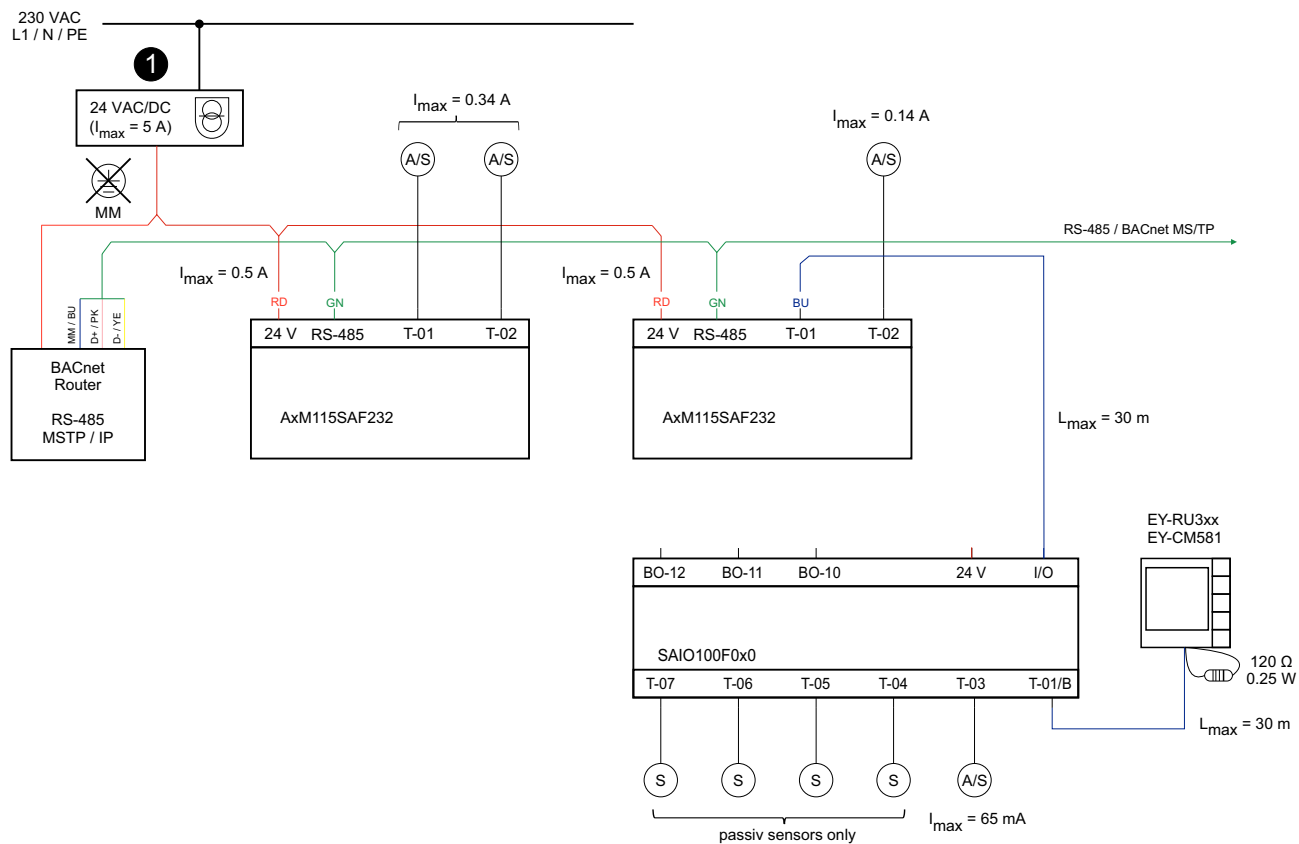 230 VAC
L1 / N / PE
1
24 VAC/DC
(Imax = 5 A)
MM
Imax = 0.34 A
A/S
A/S
Imax = 0.14 A
A/S
RS-485 / BACnet MS/TP
Imax = 0.5 A
Imax = 0.5 A
RD
GN
RD
GN
BU
MM / BU
D+ / PK
D- / YE
24 V
RS-485
T-01
T-02
24 V
RS-485
T-01
T-02
BACnet
Router
RS-485
MSTP / IP
AxM115SAF232
AxM115SAF232
Lmax = 30 m
EY-RU3xx
EY-CM581
BO-12
BO-11
BO-10
24 V
I/O
SAIO100F0x0
T-07
T-06
T-05
T-04
T-03
T-01/B
120 Ω
0.25 W
Lmax = 30 m
S
S
S
S
A/S
passiv sensors only
Imax = 65 mA